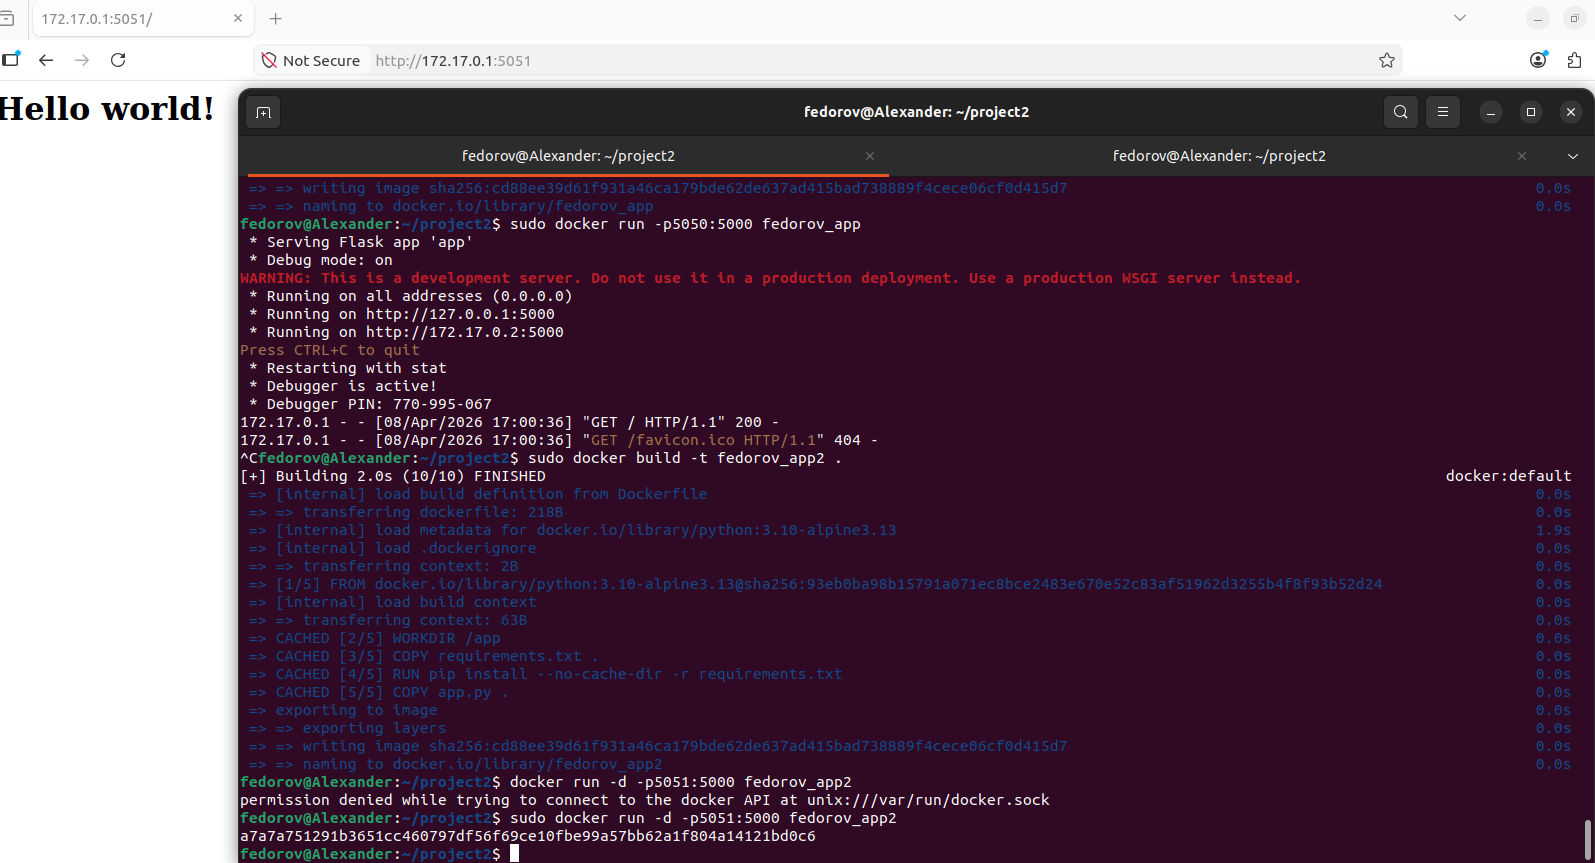 172.17.0.1:5051/
Not Secure http://172.17.0.1:5051
Hello world!
fedorov@Alexander: ~/project2
fedorov@Alexander: ~/project2
fedorov@Alexander: ~/project2
=> => writing image sha256:cd88ee39d61f931a46ca179bde62de637ad415bad738889f4cece06cf0d415d7 0.0s
=> => naming to docker.io/library/fedorov_app 0.0s
fedorov@Alexander:~/project2$ sudo docker run -p5050:5000 fedorov_app
* Serving Flask app 'app'
* Debug mode: on
WARNING: This is a development server. Do not use it in a production deployment. Use a production WSGI server instead.
* Running on all addresses (0.0.0.0)
* Running on http://127.0.0.1:5000
* Running on http://172.17.0.2:5000
Press CTRL+C to quit
* Restarting with stat
* Debugger is active!
* Debugger PIN: 770-995-067
172.17.0.1 - - [08/Apr/2026 17:00:36] "GET / HTTP/1.1" 200 -
172.17.0.1 - - [08/Apr/2026 17:00:36] "GET /favicon.ico HTTP/1.1" 404 -
^Cfedorov@Alexander:~/project2$ sudo docker build -t fedorov_app2 .
[+] Building 2.0s (10/10) FINISHED docker:default
=> [internal] load build definition from Dockerfile 0.0s
=> => transferring dockerfile: 218B 0.0s
=> [internal] load metadata for docker.io/library/python:3.10-alpine3.13 1.9s
=> [internal] load .dockerignore 0.0s
=> => transferring context: 2B 0.0s
=> [1/5] FROM docker.io/library/python:3.10-alpine3.13@sha256:93eb0ba98b15791a071ec8bce2483e670e52c83af51962d3255b4f8f93b52d24 0.0s
=> [internal] load build context 0.0s
=> => transferring context: 63B 0.0s
=> CACHED [2/5] WORKDIR /app 0.0s
=> CACHED [3/5] COPY requirements.txt . 0.0s
=> CACHED [4/5] RUN pip install --no-cache-dir -r requirements.txt 0.0s
=> CACHED [5/5] COPY app.py . 0.0s
=> exporting to image 0.0s
=> => exporting layers 0.0s
=> => writing image sha256:cd88ee39d61f931a46ca179bde62de637ad415bad738889f4cece06cf0d415d7 0.0s
=> => naming to docker.io/library/fedorov_app2 0.0s
fedorov@Alexander:~/project2$ docker run -d -p5051:5000 fedorov_app2
permission denied while trying to connect to the docker API at unix:///var/run/docker.sock
fedorov@Alexander:~/project2$ sudo docker run -d -p5051:5000 fedorov_app2
a7a7a751291b3651cc460797df56f69ce10fbe99a57bb62a1f804a14121bd0c6
fedorov@Alexander:~/project2$